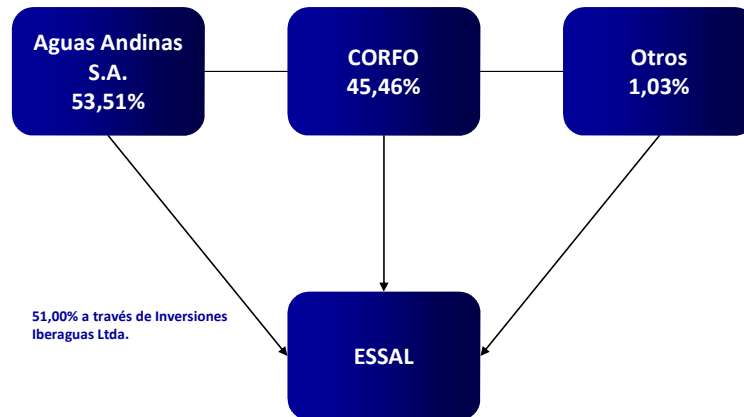 Aguas Andinas
S.A.
53,51%
CORFO
45,46%
Otros
1,03%
51,00% a través de Inversiones
Iberaguas Ltda.
ESSAL